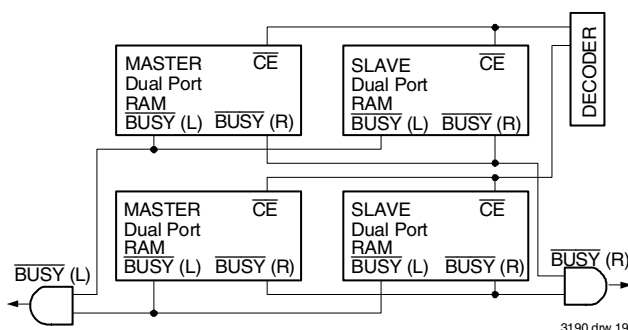 MASTER CE
Dual Port
RAM
BUSY (L) BUSY (R)
SLAVE CE
Dual Port
RAM
BUSY (L) BUSY (R)
DECODER
MASTER CE
Dual Port
RAM
BUSY (L) BUSY (R)
SLAVE CE
Dual Port
RAM
BUSY (L) BUSY (R)
BUSY (L)
BUSY (R)
3190 drw 19